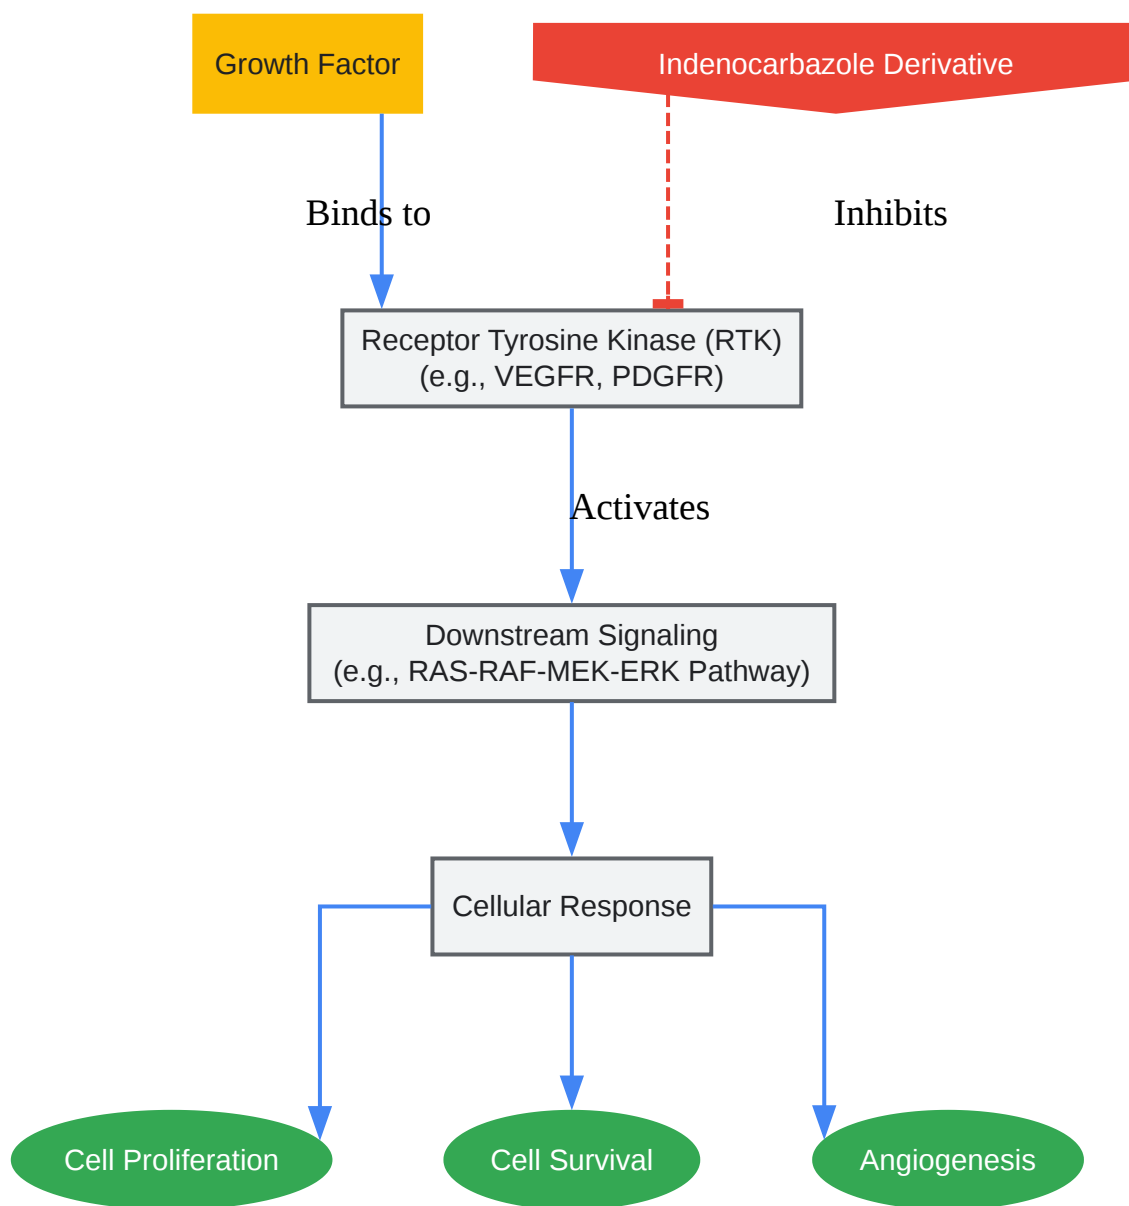 Growth Factor
Indenocarbazole Derivative
Binds to
Inhibits
Receptor Tyrosine Kinase (RTK)
(e.g., VEGFR, PDGFR)
Activates
Downstream Signaling
(e.g., RAS-RAF-MEK-ERK Pathway)
Cellular Response
Cell Proliferation
Cell Survival
Angiogenesis